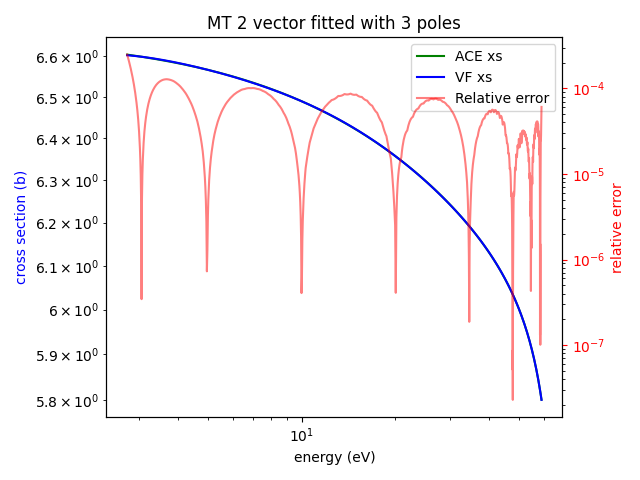 MT 2 vector fitted with 3 poles
ACE xs
VF xs
Relative error
6.6 × 10⁰
6.5 × 10⁰
6.4 × 10⁰
6.3 × 10⁰
6.2 × 10⁰
6.1 × 10⁰
6 × 10⁰
5.9 × 10⁰
5.8 × 10⁰
cross section (b)
10⁻⁴
10⁻⁵
10⁻⁶
10⁻⁷
relative error
10¹
energy (eV)